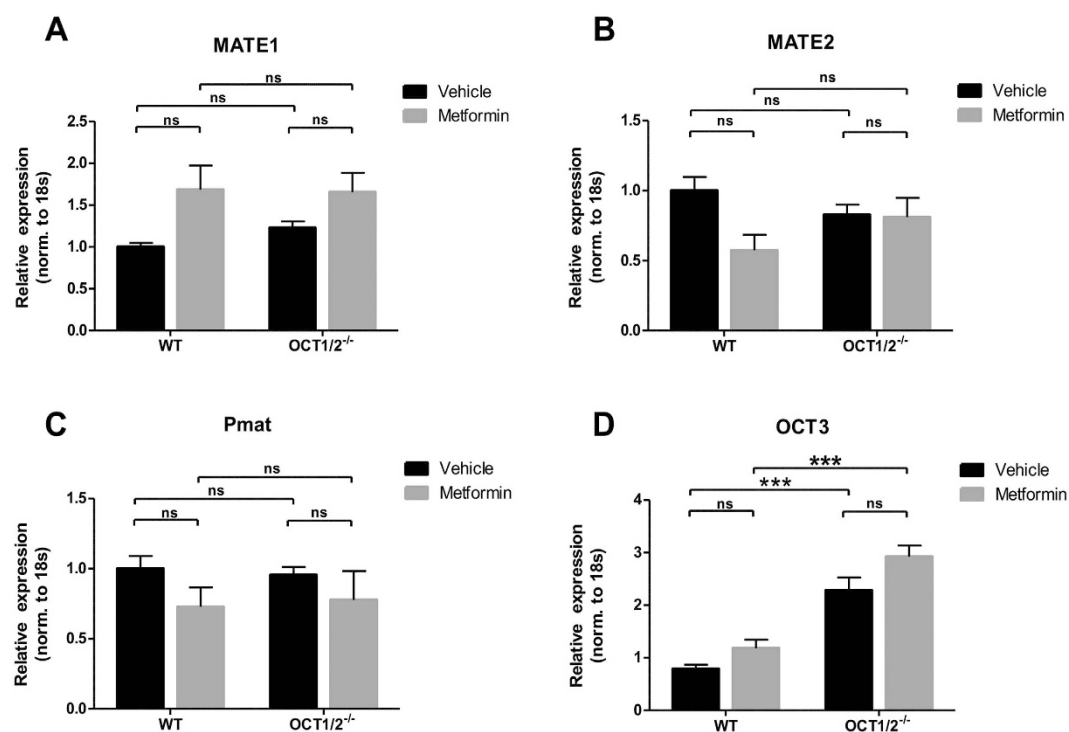 A
MATE1
ns
ns
ns
ns
Vehicle
Metformin
Relative expression
(norm. to 18s)
2.5
2.0
1.5
1.0
0.5
0.0
WT
OCT1/2-/-
B
MATE2
ns
ns
ns
ns
Vehicle
Metformin
Relative expression
(norm. to 18s)
1.5
1.0
0.5
0.0
WT
OCT1/2-/-
C
Pmat
ns
ns
ns
ns
Vehicle
Metformin
Relative expression
(norm. to 18s)
1.5
1.0
0.5
0.0
WT
OCT1/2-/-
D
OCT3
***
***
ns
ns
Vehicle
Metformin
Relative expression
(norm. to 18s)
4
3
2
1
0
WT
OCT1/2-/-